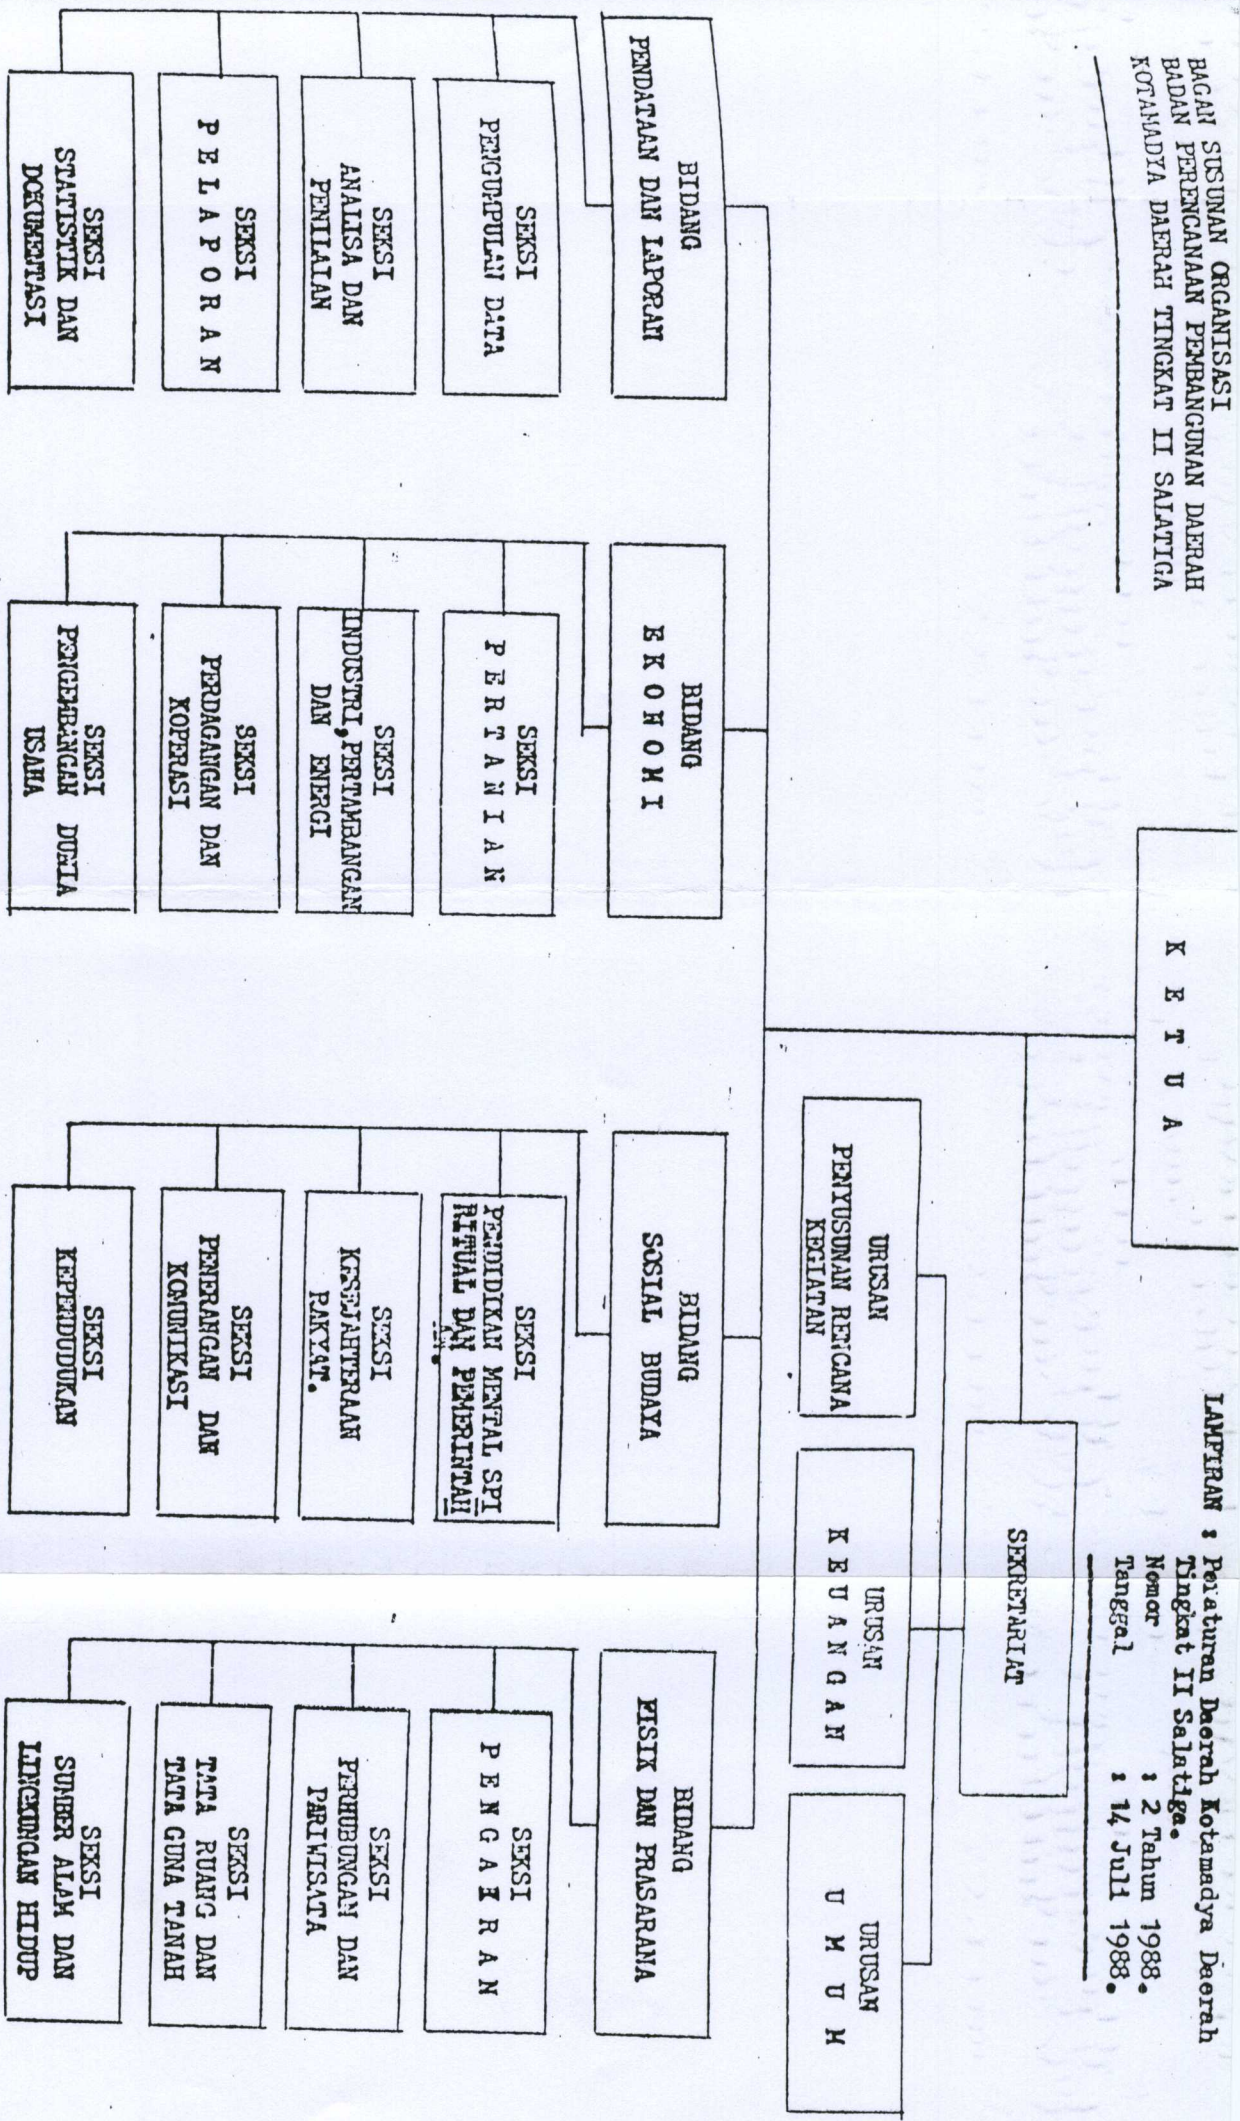 BAGAN SUSUNAN ORGANISASI
BADAN PERENCANAAN PEMBANGUNAN DAERAH
KOTAMADYA DAERAH TINGKAT II SALATIGA
LAMPIRAN : Peraturan Daerah Kotamadya Daerah
Tingkat II Salatiga.
Nomor : 2 Tahun 1988.
Tanggal : 14 Juli 1988.
K E T U A
SEKRETARIAT
URUSAN
PENYUSUNAN RENCANA
KEGIATAN
URUSAN
K E U A N G A N
URUSAN
U M U M
BIDANG
PENDATAAN DAN LAPORAN
SEKSI
PENGUMPULAN DATA
SEKSI
ANALISA DAN
PENILAIAN
SEKSI
P E L A P O R A N
SEKSI
STATISTIK DAN
DOKUMENTASI
BIDANG
E K O N O M I
SEKSI
P E R T A N I A N
SEKSI
INDUSTRI,PERTAMBANGAN
DAN ENERGI
SEKSI
PERDAGANGAN DAN
KOPERASI
SEKSI
PENGEMBANGAN DUNIA
USAHA
BIDANG
SOSIAL BUDAYA
SEKSI
PENDIDIKAN MENTAL SPI
RITUAL DAN PEMERINTAH
AN.
SEKSI
KESEJAHTERAAN
RAKYAT.
SEKSI
PENERANGAN DAN
KOMUNIKASI
SEKSI
KEPENDUDUKAN
BIDANG
FISIK DAN PRASARANA
SEKSI
P E N G A I R A N
SEKSI
PERHUBUNGAN DAN
PARIWISATA
SEKSI
TATA RUANG DAN
TATA GUNA TANAH
SEKSI
SUMBER ALAM DAN
LINGKUNGAN HIDUP